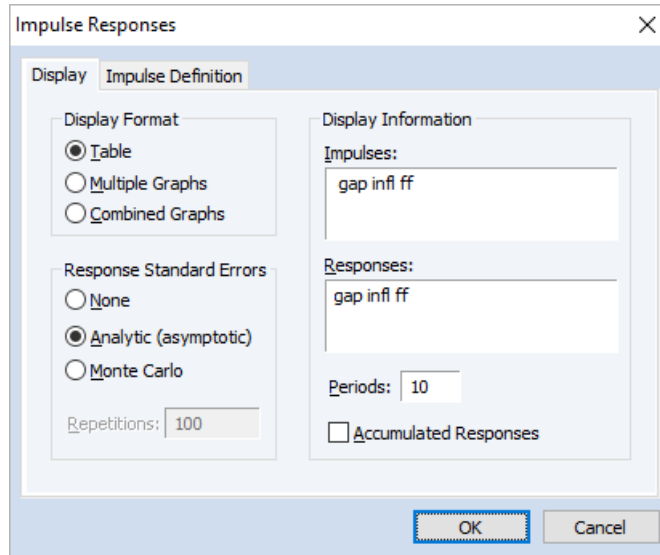 Impulse Responses
Display
Impulse Definition
Display Format
Table
Multiple Graphs
Combined Graphs
Response Standard Errors
None
Analytic (asymptotic)
Monte Carlo
Repetitions: 100
Display Information
Impulses:
gap infl ff
Responses:
gap infl ff
Periods: 10
Accumulated Responses
OK
Cancel